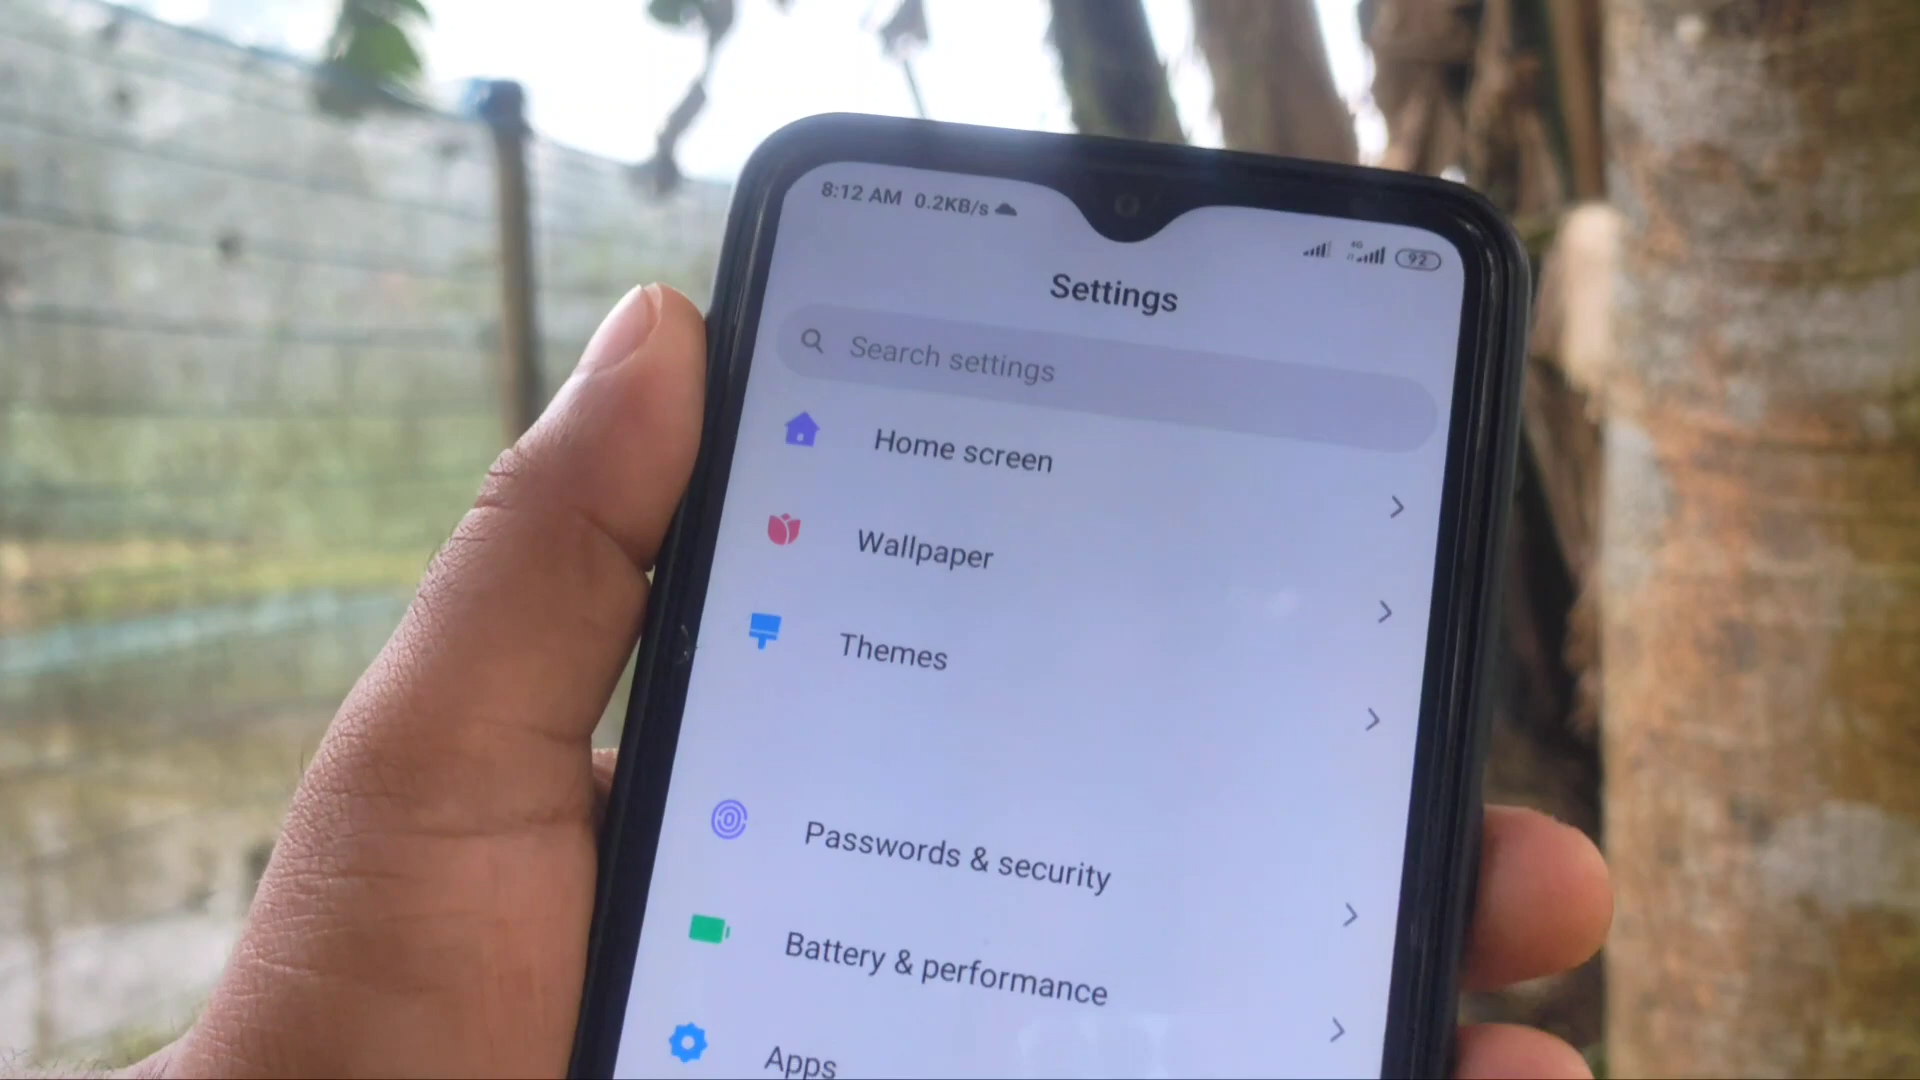 8:12 AM 0.2KB/s
92
Settings
Search settings
Home screen
Wallpaper
Themes
Passwords & security
Battery & performance
Apps